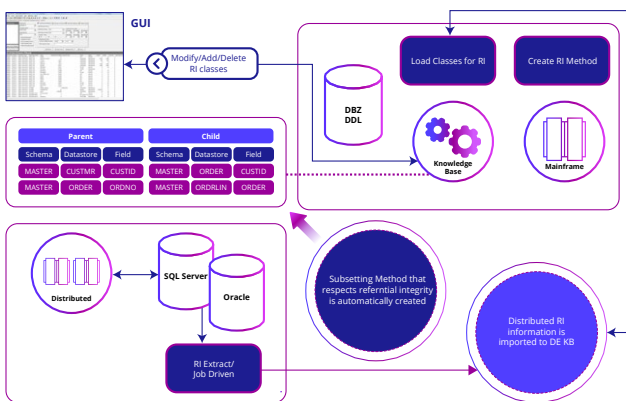 GUI
Modify/Add/Delete
RI classes
Load Classes for RI
Create RI Method
DBZ
DDL
Knowledge
Base
Mainframe
Parent
Child
Schema Datastore Field Schema Datastore Field
MASTER CUSTMR CUSTID MASTER ORDER CUSTID
MASTER ORDER ORDNO MASTER ORDRLIN ORDER
Distributed
SQL Server
Oracle
RI Extract/
Job Driven
Subsetting Method that
respects referntial integrity
is automatically created
Distributed RI
information is
imported to DE KB